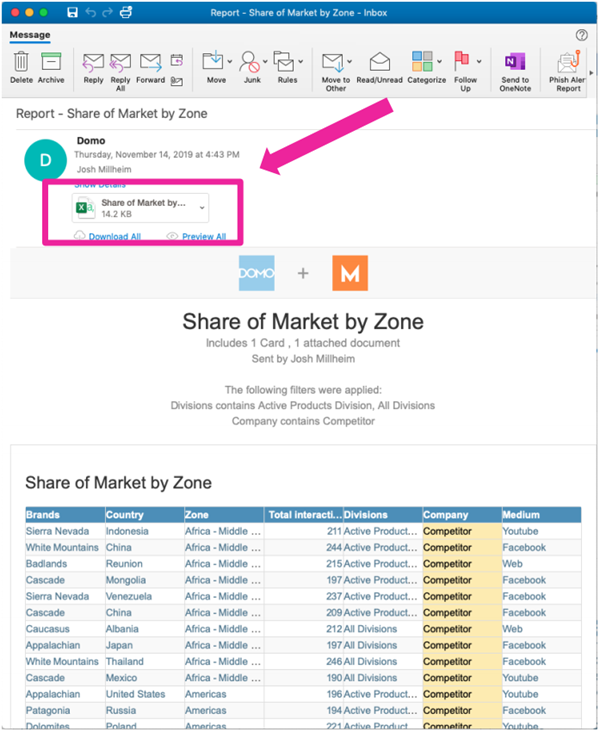 Report - Share of Market by Zone - Inbox
Message
Delete Archive Reply Reply All Forward Move Junk Rules Move to Other Read/Unread Categorize Follow Up Send to OneNote Phish Alert Report
Report - Share of Market by Zone
D
Domo
Thursday, November 14, 2019 at 4:43 PM
Josh Millheim
Show Details
Share of Market by...
14.2 KB
Download All Preview All
DOMO + M
Share of Market by Zone
Includes 1 Card , 1 attached document
Sent by Josh Millheim
The following filters were applied:
Divisions contains Active Products Division, All Divisions
Company contains Competitor
Share of Market by Zone
Brands Country Zone Total interacti... Divisions Company Medium
Sierra Nevada Indonesia Africa - Middle ... 211 Active Product... Competitor Youtube
White Mountains China Africa - Middle ... 244 Active Product... Competitor Facebook
Badlands Reunion Africa - Middle ... 215 Active Product... Competitor Web
Cascade Mongolia Africa - Middle ... 197 Active Product... Competitor Facebook
Sierra Nevada Venezuela Africa - Middle ... 237 Active Product... Competitor Facebook
Cascade China Africa - Middle ... 209 Active Product... Competitor Facebook
Caucasus Albania Africa - Middle ... 212 All Divisions Competitor Web
Appalachian Japan Africa - Middle ... 197 All Divisions Competitor Facebook
White Mountains Thailand Africa - Middle ... 246 All Divisions Competitor Facebook
Cascade Mexico Africa - Middle ... 190 All Divisions Competitor Youtube
Appalachian United States Americas 196 Active Product... Competitor Youtube
Patagonia Russia Americas 194 Active Product... Competitor Facebook
Dolomites Poland Americas 221 Active Product... Competitor Youtube